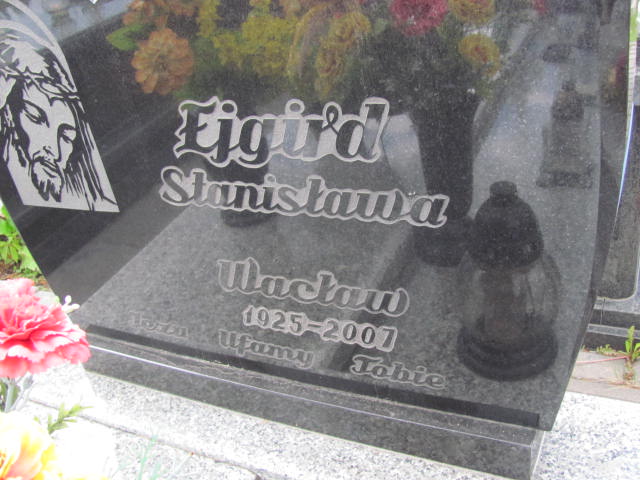 Ejgird
Stanisława
Wacław
1925-2007
Jezu Ufamy Tobie